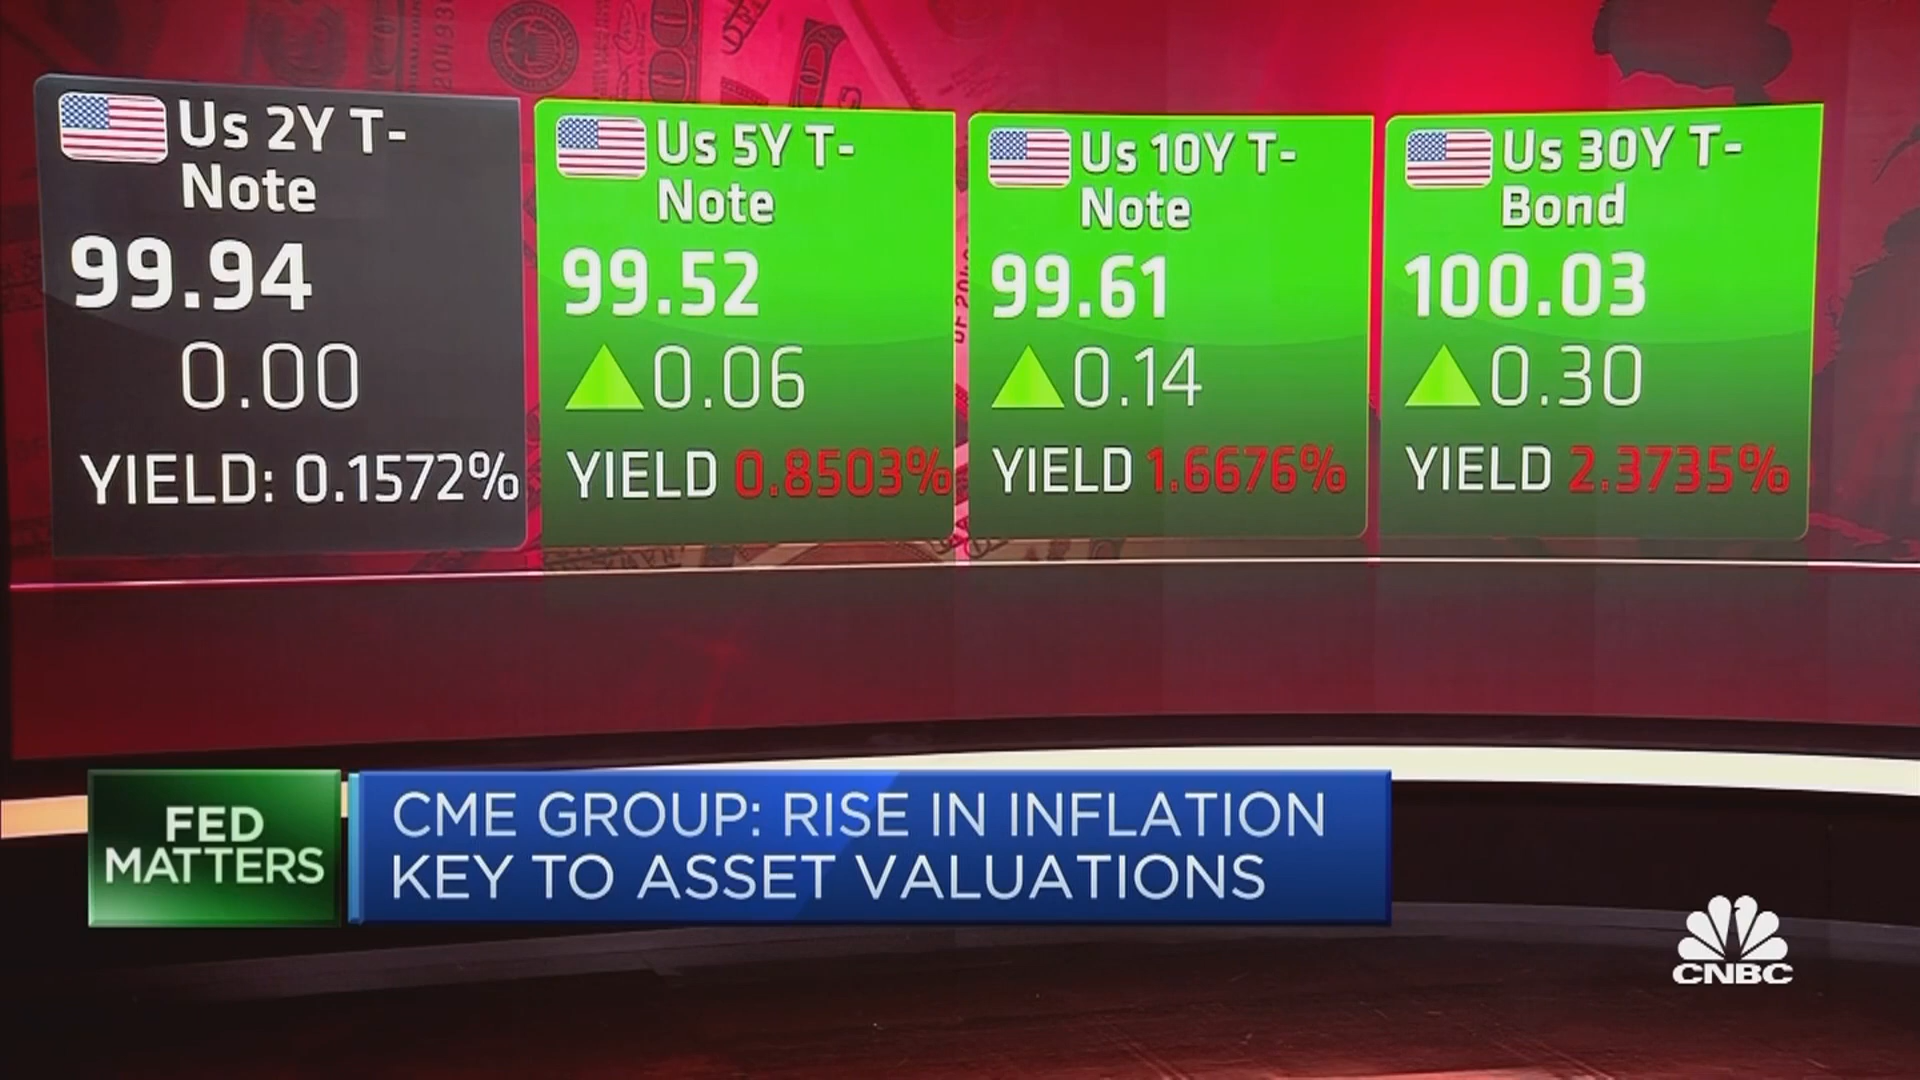 Us 2Y T-
Note
99.94
0.00
YIELD: 0.1572%
Us 5Y T-
Note
99.52
0.06
YIELD 0.8503%
Us 10Y T-
Note
99.61
0.14
YIELD 1.6676%
Us 30Y T-
Bond
100.03
0.30
YIELD 2.3735%
FED
MATTERS
CME GROUP: RISE IN INFLATION
KEY TO ASSET VALUATIONS
CNBC